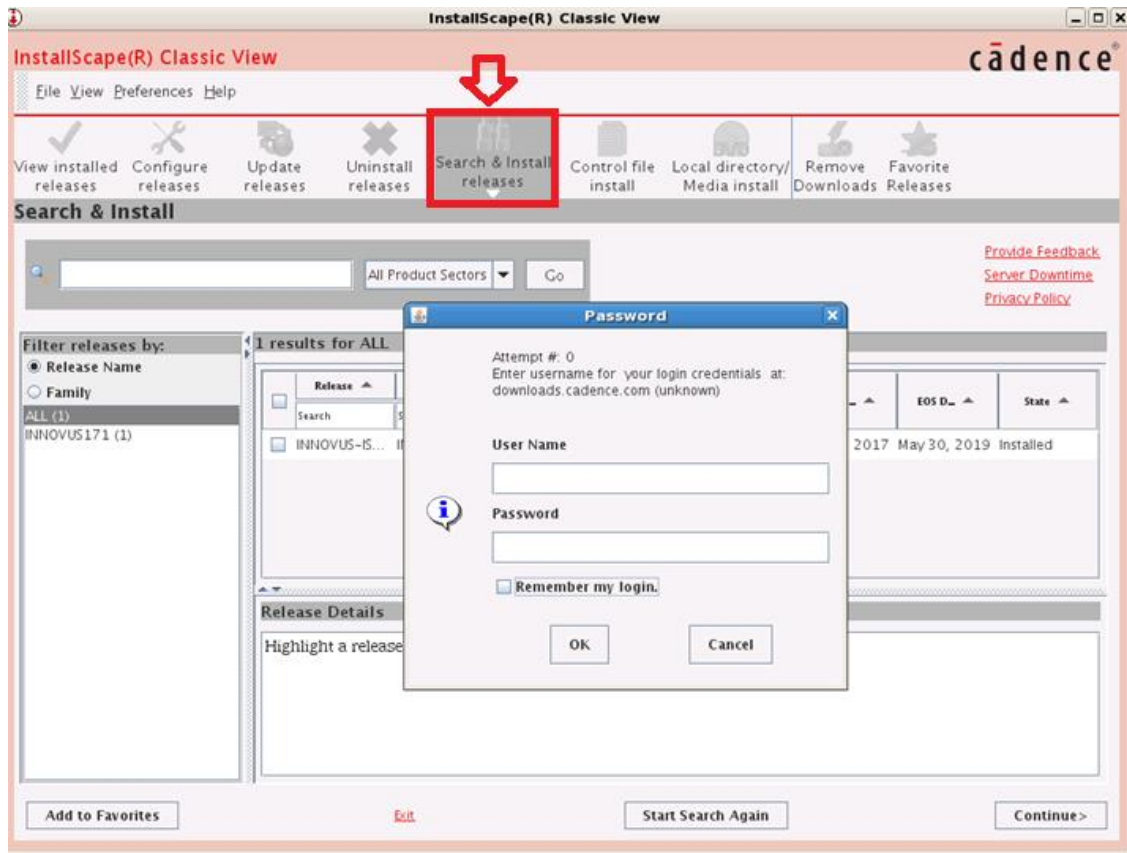 InstallScape(R) Classic View
InstallScape(R) Classic View
cādence®
File View Preferences Help
View installed releases
Configure releases
Update releases
Uninstall releases
Search & Install releases
Control file install
Local directory/ Media install
Remove Downloads
Favorite Releases
Search & Install
All Product Sectors
Go
Provide Feedback
Server Downtime
Privacy Policy
Filter releases by:
Release Name
Family
ALL (1)
INNOVUS171 (1)
1 results for ALL
Release
EOS D...
State
Search
INNOVUS-IS...
2017 May 30, 2019 Installed
Password
Attempt #: 0
Enter username for your login credentials at:
downloads.cadence.com (unknown)
User Name
Password
Remember my login.
OK
Cancel
Release Details
Highlight a release
Add to Favorites
Exit
Start Search Again
Continue>